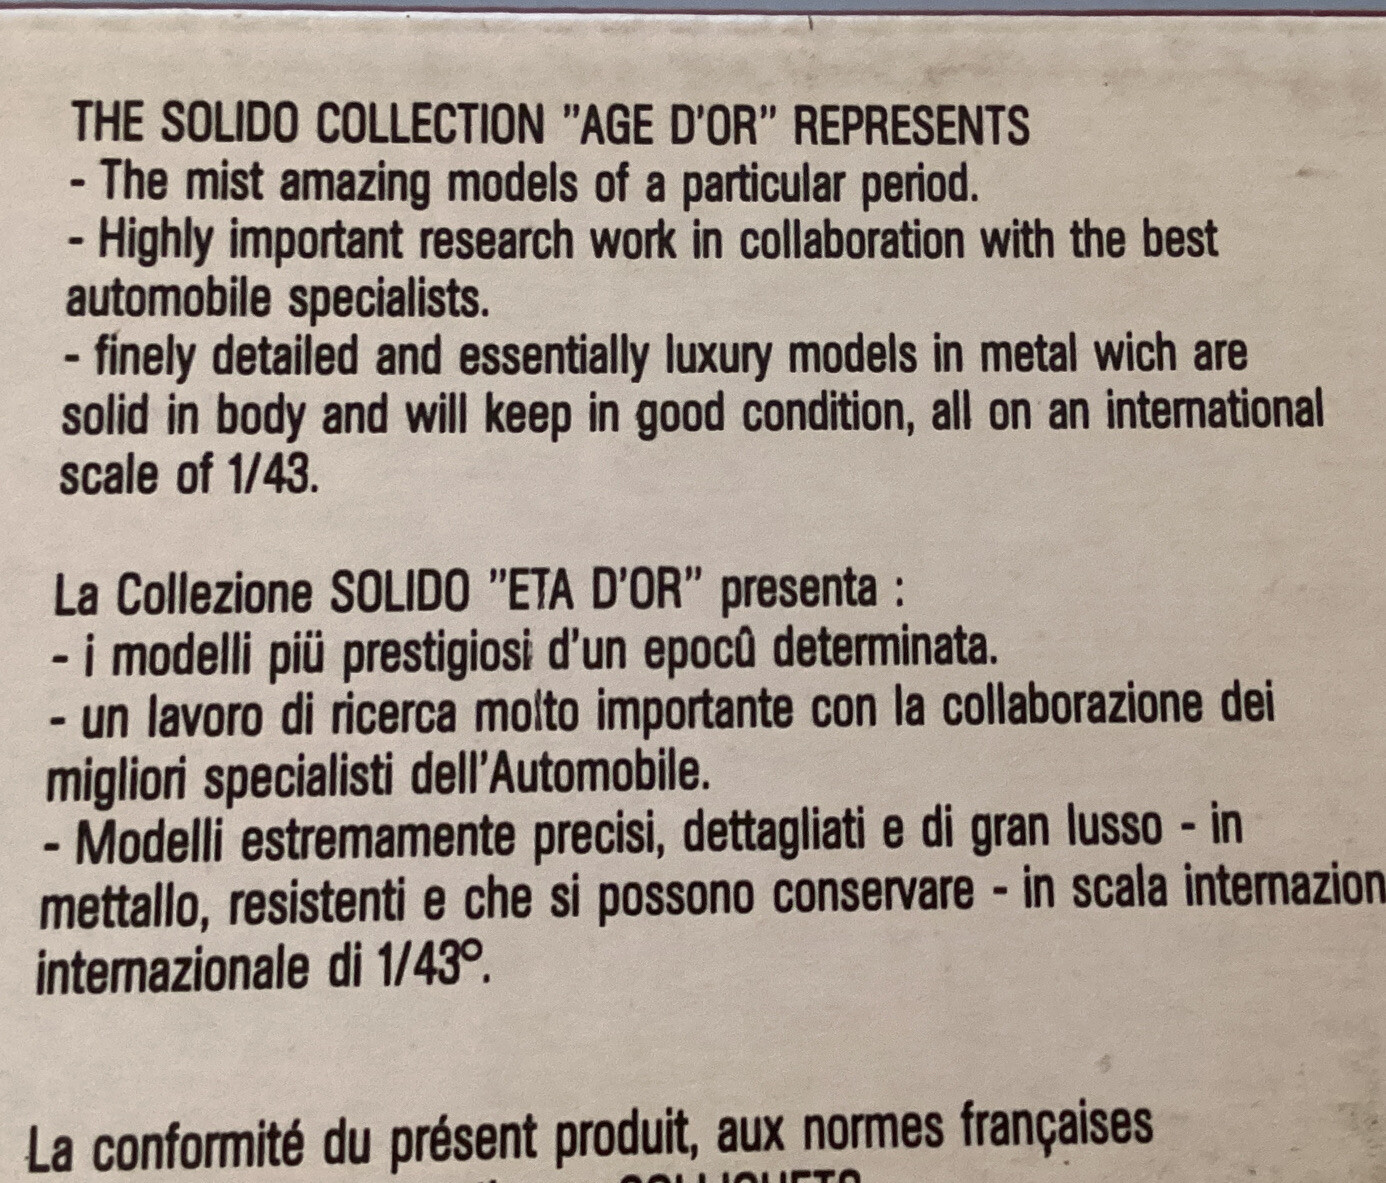 THE SOLIDO COLLECTION "AGE D'OR" REPRESENTS
- The mist amazing models of a particular period.
- Highly important research work in collaboration with the best
automobile specialists.
- finely detailed and essentially luxury models in metal wich are
solid in body and will keep in good condition, all on an international
scale of 1/43.
La Collezione SOLIDO "ETA D'OR" presenta :
- i modelli piü prestigiosi d'un epocû determinata.
- un lavoro di ricerca molto importante con la collaborazione dei
migliori specialisti dell'Automobile.
- Modelli estremamente precisi, dettagliati e di gran lusso - in
mettallo, resistenti e che si possono conservare - in scala internazion
internazionale di 1/43º.
La conformité du présent produit, aux normes françaises